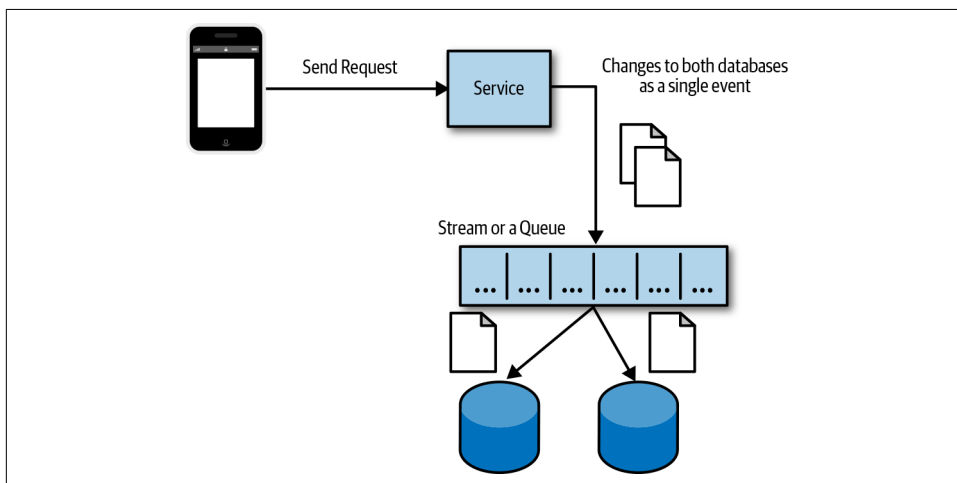 Send Request
Service
Changes to both databases
as a single event
Stream or a Queue
... ... ... ... ... ...